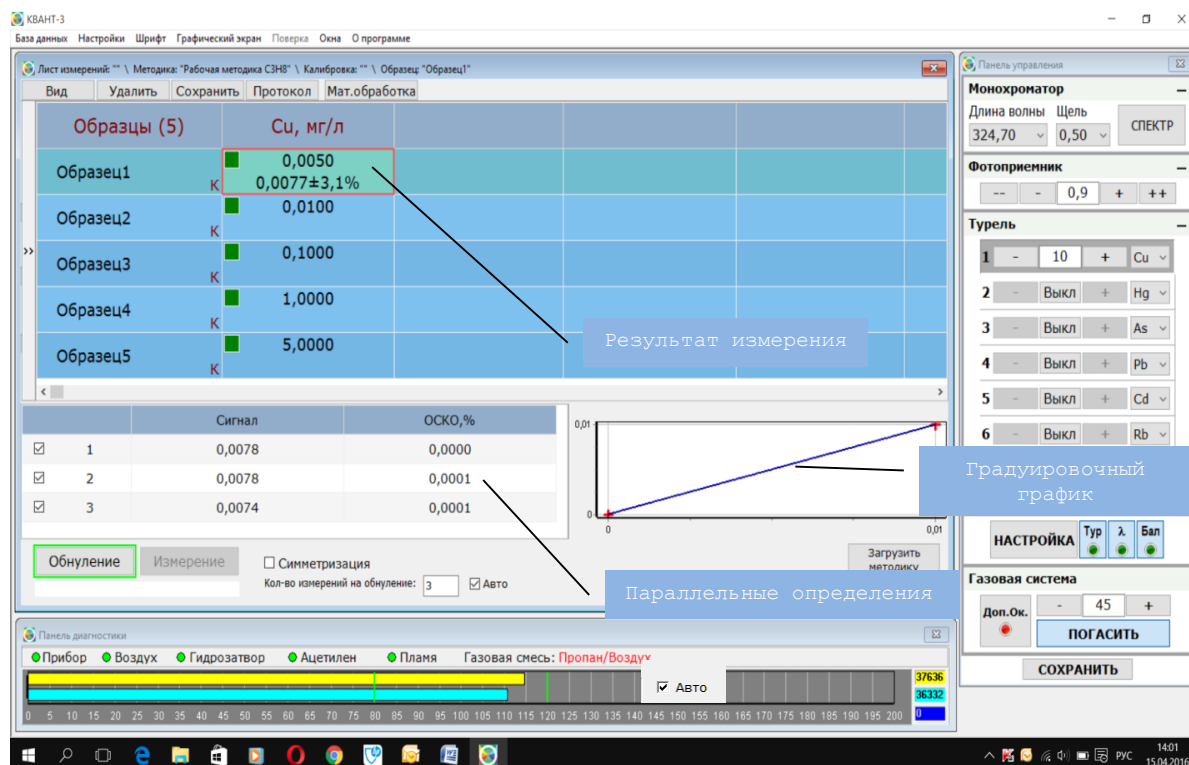 КВАНТ-3
База данных Настройки Шрифт Графический экран Поверка Окна О программе
Лист измерений: "" \ Методика: "Рабочая методика C3H8" \ Калибровка: "" \ Образец: "Образец1"
Вид Удалить Сохранить Протокол Мат.обработка
Образцы (5) Cu, мг/л
Образец1 К 0,0050
0,0077±3,1%
Образец2 К 0,0100
>>
Образец3 К 0,1000
Образец4 К 1,0000
Образец5 К 5,0000
Результат измерения
Сигнал ОСКО,%
1 0,0078 0,0000
2 0,0078 0,0001
3 0,0074 0,0001
0,01
0
0 0,01
Градуировочный
график
Обнуление Измерение
Симметризация
Кол-во измерений на обнуление: 3 Авто
Загрузить
методику
Параллельные определения
Панель управления
Монохроматор
Длина волны Щель
324,70 0,50 СПЕКТР
Фотоприемник
-- - 0,9 + ++
Турель
1 - 10 + Cu
2 - Выкл + Hg
3 - Выкл + As
4 - Выкл + Pb
5 - Выкл + Cd
6 - Выкл + Rb
НАСТРОЙКА Тур λ Бал
Газовая система
Доп.Ок. - 45 +
ПОГАСИТЬ
СОХРАНИТЬ
Панель диагностики
Прибор Воздух Гидрозатвор Ацетилен Пламя Газовая смесь: Пропан/Воздух
Авто
37636
36332
0
0 5 10 15 20 25 30 35 40 4 50 55 60 65 70 75 80 85 90 95 100 105 110 115 120 125 130 135 140 145 150 155 160 165 170 175 180 185 190 195 200
РУС
14:01
15.04.2016